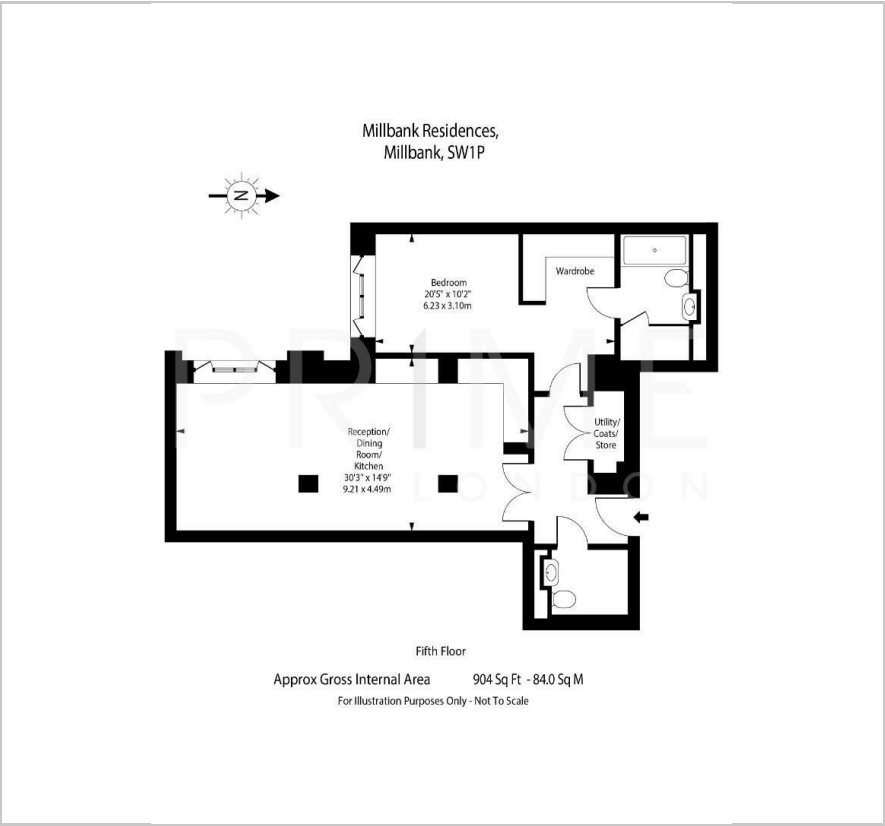 Millbank Residences,
Millbank, SW1P
N
Bedroom
20'5" x 10'2"
6.23 x 3.10m
Wardrobe
PRIME
LONDON
Reception/
Dining
Room/
Kitchen
30'3" x 14'9"
9.21 x 4.49m
Utility/
Coats/
Store
Fifth Floor
Approx Gross Internal Area 904 Sq Ft - 84.0 Sq M
For Illustration Purposes Only - Not To Scale